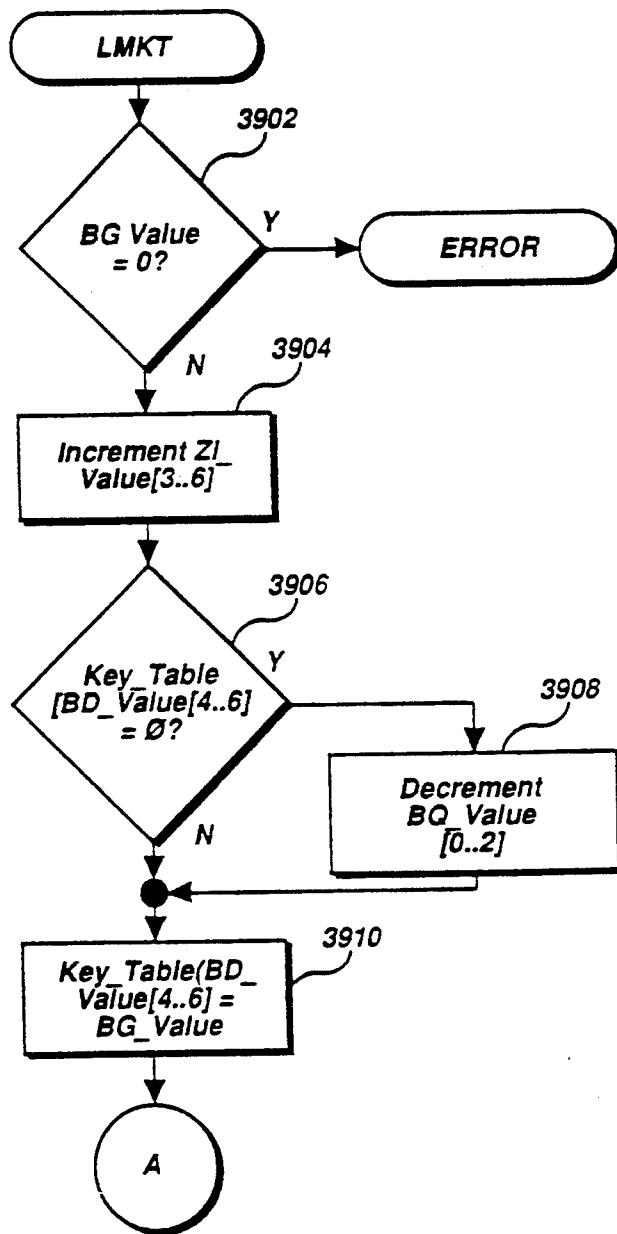 LMKT
3902
BG Value
= 0?
Y
ERROR
N
3904
Increment ZI_
Value[3..6]
3906
Key_Table
[BD_Value[4..6]
= Ø?
Y
3908
Decrement
BQ_Value
[0..2]
N
3910
Key_Table(BD_
Value[4..6] =
BG_Value
A